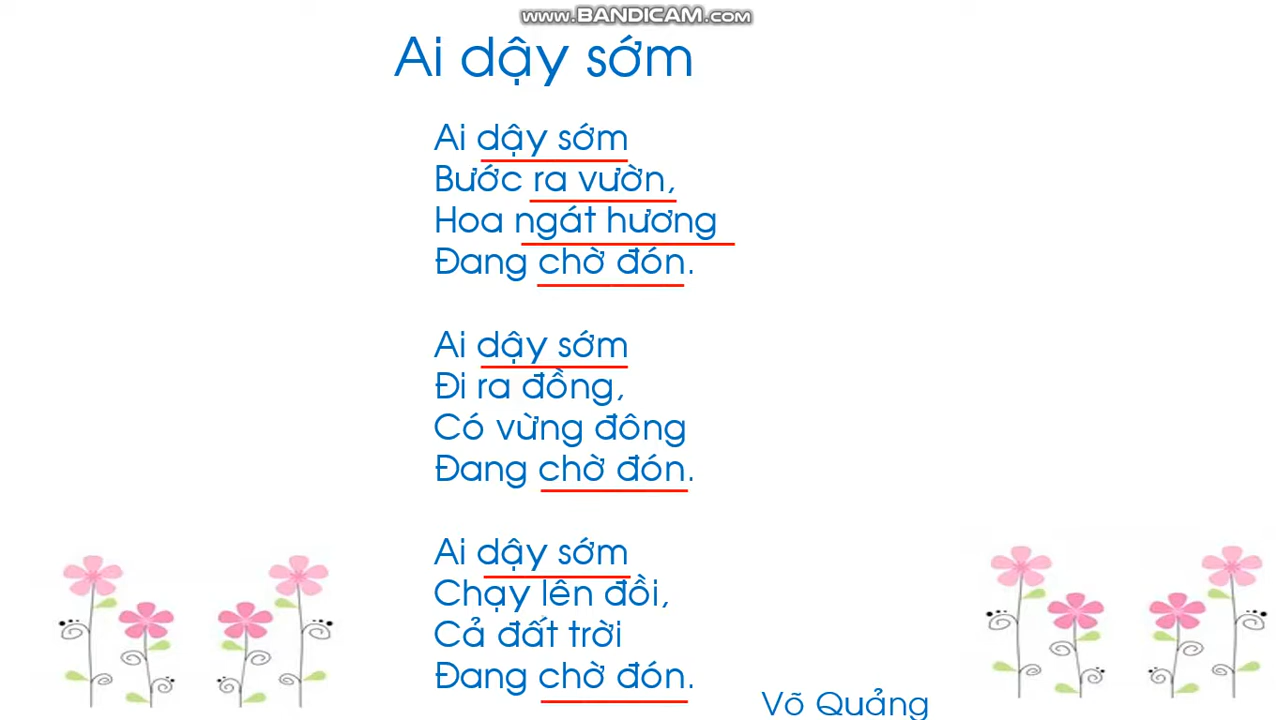 WWW.BANDICAM.COM
Ai dậy sớm
Ai dậy sớm
Bước ra vườn,
Hoa ngát hương
Đang chờ đón.
Ai dậy sớm
Đi ra đồng,
Có vừng đông
Đang chờ đón.
Ai dậy sớm
Chạy lên đồi,
Cả đất trời
Đang chờ đón.
Võ Quảng